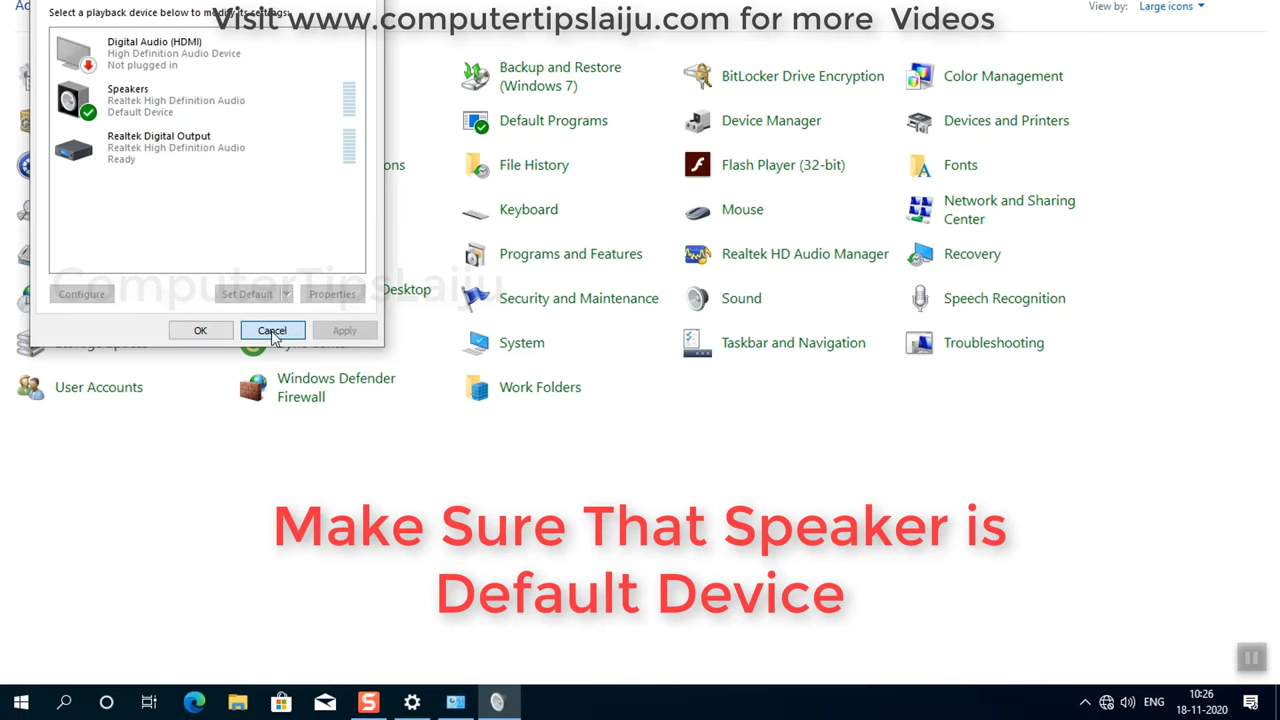 Visit www.computertipslaiju.com for more Videos
Select a playback device below to modify its settings:
View by: Large icons
Digital Audio (HDMI)
High Definition Audio Device
Not plugged in
Speakers
Realtek High Definition Audio
Default Device
Realtek Digital Output
Realtek High Definition Audio
Ready
Configure
Set Default
Properties
OK
Cancel
Apply
ComputerTipsLaiju
Backup and Restore (Windows 7)
BitLocker Drive Encryption
Color Management
Default Programs
Device Manager
Devices and Printers
File History
Flash Player (32-bit)
Fonts
Keyboard
Mouse
Network and Sharing Center
Programs and Features
Realtek HD Audio Manager
Recovery
Desktop
Security and Maintenance
Sound
Speech Recognition
System
Taskbar and Navigation
Troubleshooting
User Accounts
Windows Defender Firewall
Work Folders
Make Sure That Speaker is
Default Device
ENG
10:26
18-11-2020